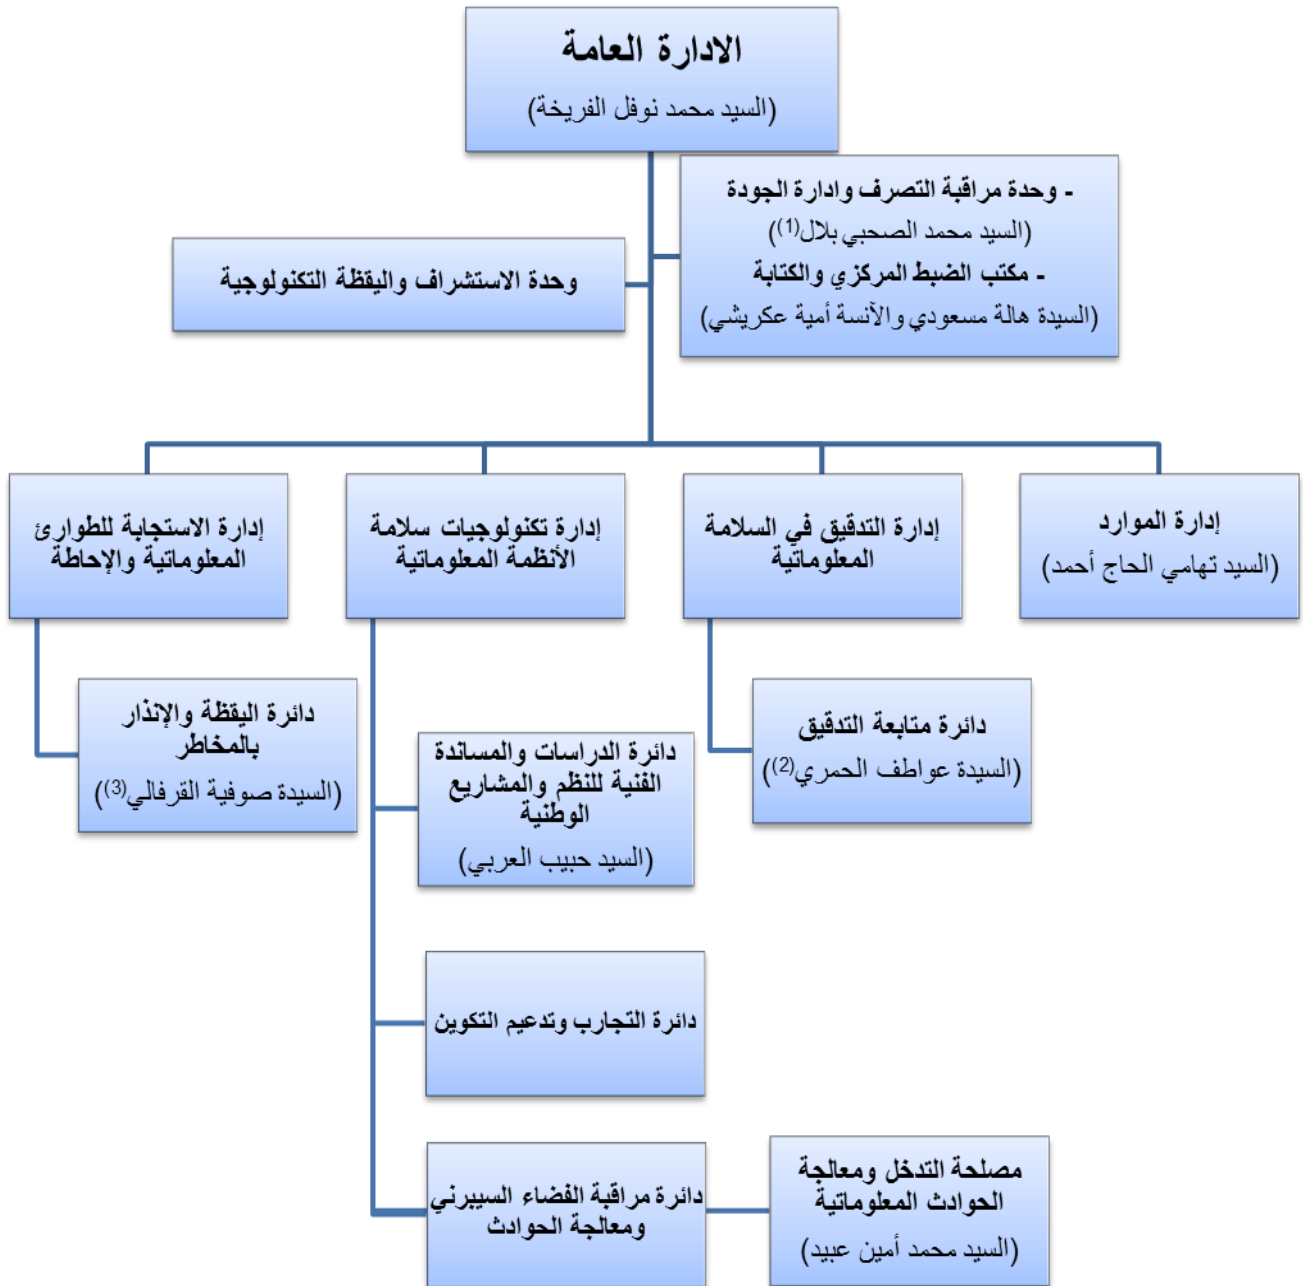 الادارة العامة
(السيد محمد نوفل الفريخة)
- وحدة مراقبة التصرف وادارة الجودة
(السيد محمد الصحبي بلال(1))
- مكتب الضبط المركزي والكتابة
(السيدة هالة مسعودي والآنسة أمية عكريشي)
وحدة الاستشراف واليقظة التكنولوجية
إدارة الموارد
(السيد تهامي الحاج أحمد)
إدارة التدقيق في السلامة
المعلوماتية
إدارة تكنولوجيات سلامة
الأنظمة المعلوماتية
إدارة الاستجابة للطوارئ
المعلوماتية والإحاطة
دائرة متابعة التدقيق
(السيدة عواطف الحمري(2))
دائرة الدراسات والمساندة
الفنية للنظم والمشاريع
الوطنية
(السيد حبيب العربي)
دائرة اليقظة والإنذار
بالمخاطر
(السيدة صوفية القرفالي(3))
دائرة التجارب وتدعيم التكوين
دائرة مراقبة الفضاء السيبرني
ومعالجة الحوادث
مصلحة التدخل ومعالجة
الحوادث المعلوماتية
(السيد محمد أمين عبيد)